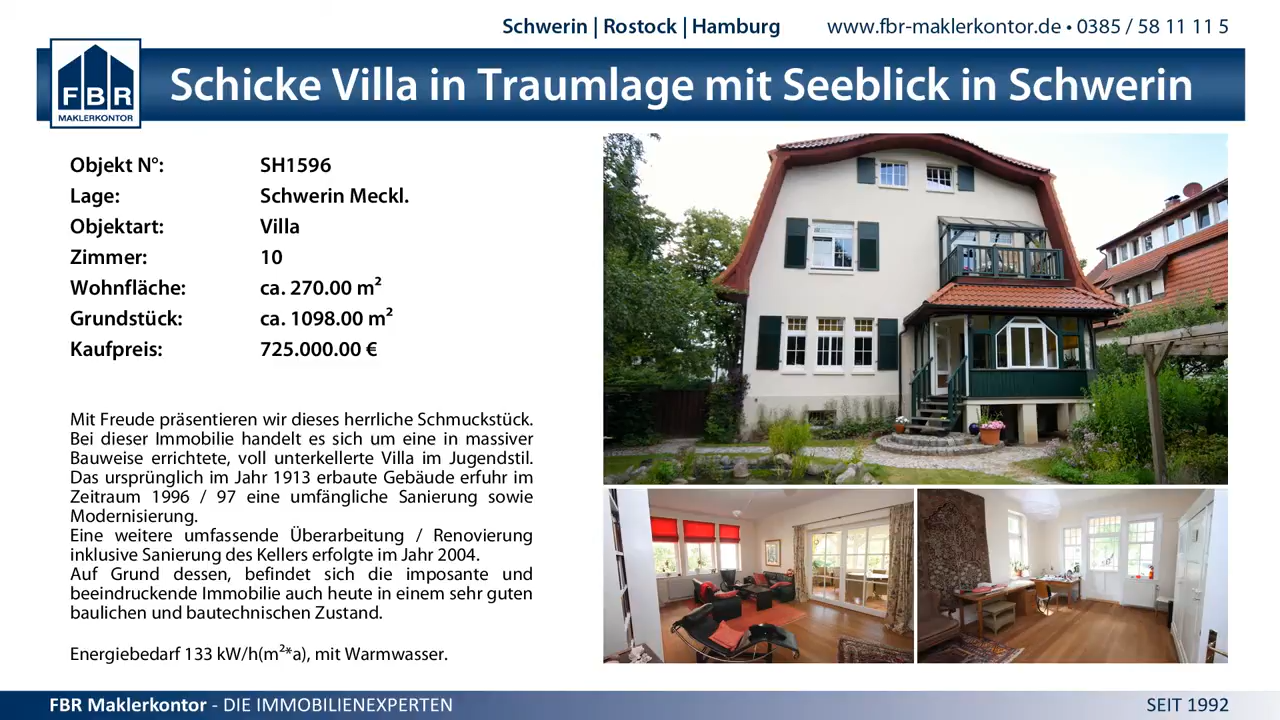 Schwerin | Rostock | Hamburg www.fbr-maklerkontor.de • 0385 / 58 11 11 5
FBR
MAKLERKONTOR
Schicke Villa in Traumlage mit Seeblick in Schwerin
Objekt N°: SH1596
Lage: Schwerin Meckl.
Objektart: Villa
Zimmer: 10
Wohnfläche: ca. 270.00 m²
Grundstück: ca. 1098.00 m²
Kaufpreis: 725.000.00 €
Mit Freude präsentieren wir dieses herrliche Schmuckstück.
Bei dieser Immobilie handelt es sich um eine in massiver
Bauweise errichtete, voll unterkellerte Villa im Jugendstil.
Das ursprünglich im Jahr 1913 erbaute Gebäude erfuhr im
Zeitraum 1996 / 97 eine umfängliche Sanierung sowie
Modernisierung.
Eine weitere umfassende Überarbeitung / Renovierung
inklusive Sanierung des Kellers erfolgte im Jahr 2004.
Auf Grund dessen, befindet sich die imposante und
beeindruckende Immobilie auch heute in einem sehr guten
baulichen und bautechnischen Zustand.
Energiebedarf 133 kW/h(m²*a), mit Warmwasser.
FBR Maklerkontor - DIE IMMOBILIENEXPERTEN SEIT 1992